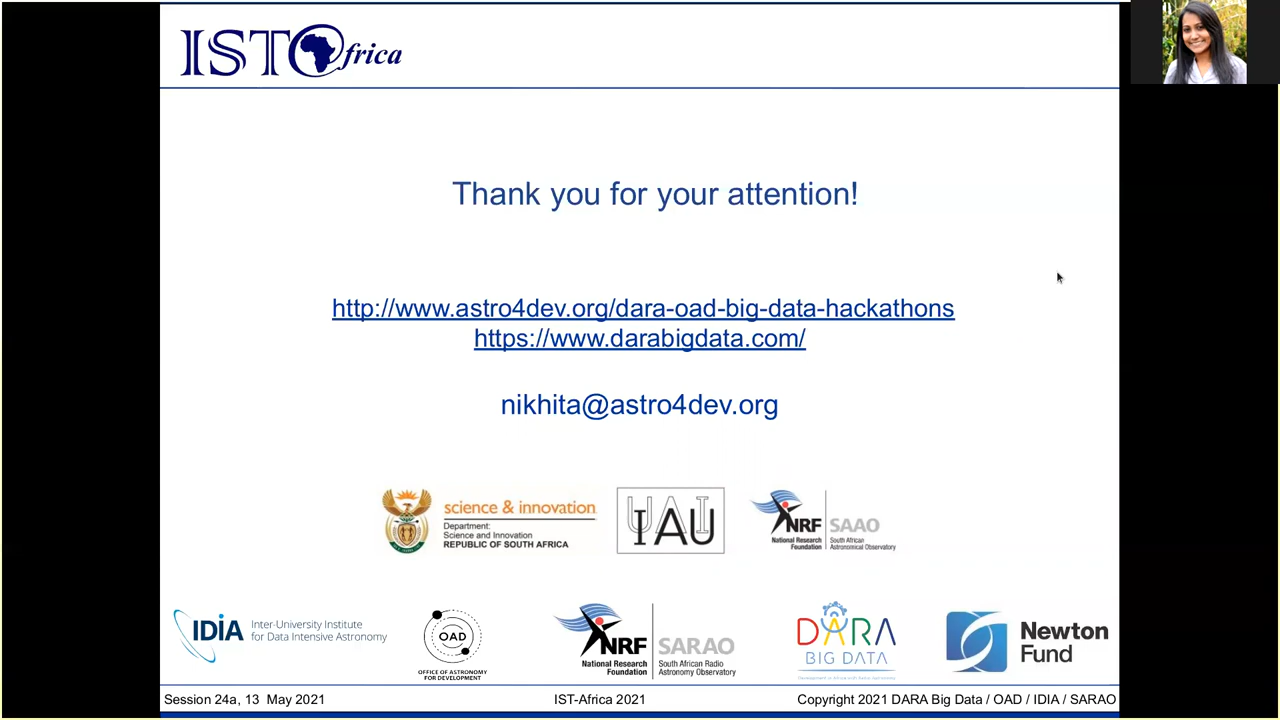 IST Africa
Thank you for your attention!
http://www.astro4dev.org/dara-oad-big-data-hackathons
https://www.darabigdata.com/
nikhita@astro4dev.org
science & innovation
Department:
Science and Innovation
REPUBLIC OF SOUTH AFRICA
IAU
NRF SAAO
National Research Foundation
South African Astronomical Observatory
IDIA
Inter-University Institute
for Data Intensive Astronomy
OAD
OFFICE OF ASTRONOMY
FOR DEVELOPMENT
NRF SARAO
National Research Foundation
South African Radio Astronomy Observatory
DARA
BIG DATA
Newton
Fund
Session 24a, 13 May 2021
IST-Africa 2021
Copyright 2021 DARA Big Data / OAD / IDIA / SARAO